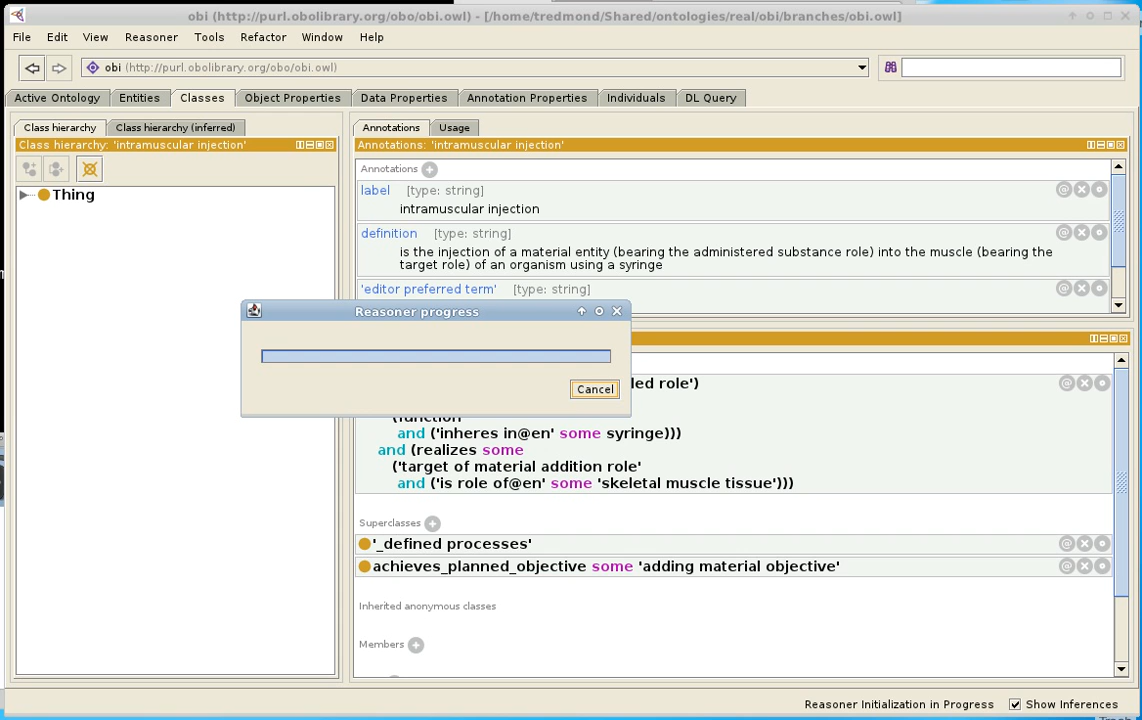 obi (http://purl.obolibrary.org/obo/obi.owl) - [/home/tredmond/Shared/ontologies/real/obi/branches/obi.owl]
File Edit View Reasoner Tools Refactor Window Help
obi (http://purl.obolibrary.org/obo/obi.owl)
Active Ontology Entities Classes Object Properties Data Properties Annotation Properties Individuals DL Query
Class hierarchy Class hierarchy (inferred)
Class hierarchy: 'intramuscular injection'
Thing
Annotations Usage
Annotations: 'intramuscular injection'
Annotations
label [type: string]
intramuscular injection
definition [type: string]
is the injection of a material entity (bearing the administered substance role) into the muscle (bearing the
target role) of an organism using a syringe
'editor preferred term' [type: string]
Reasoner progress
Cancel
led role')
(function
and ('inheres in@en' some syringe)))
and (realizes some
('target of material addition role'
and ('is role of@en' some 'skeletal muscle tissue')))
Superclasses
'_defined processes'
achieves_planned_objective some 'adding material objective'
Inherited anonymous classes
Members
Reasoner Initialization in Progress Show Inferences